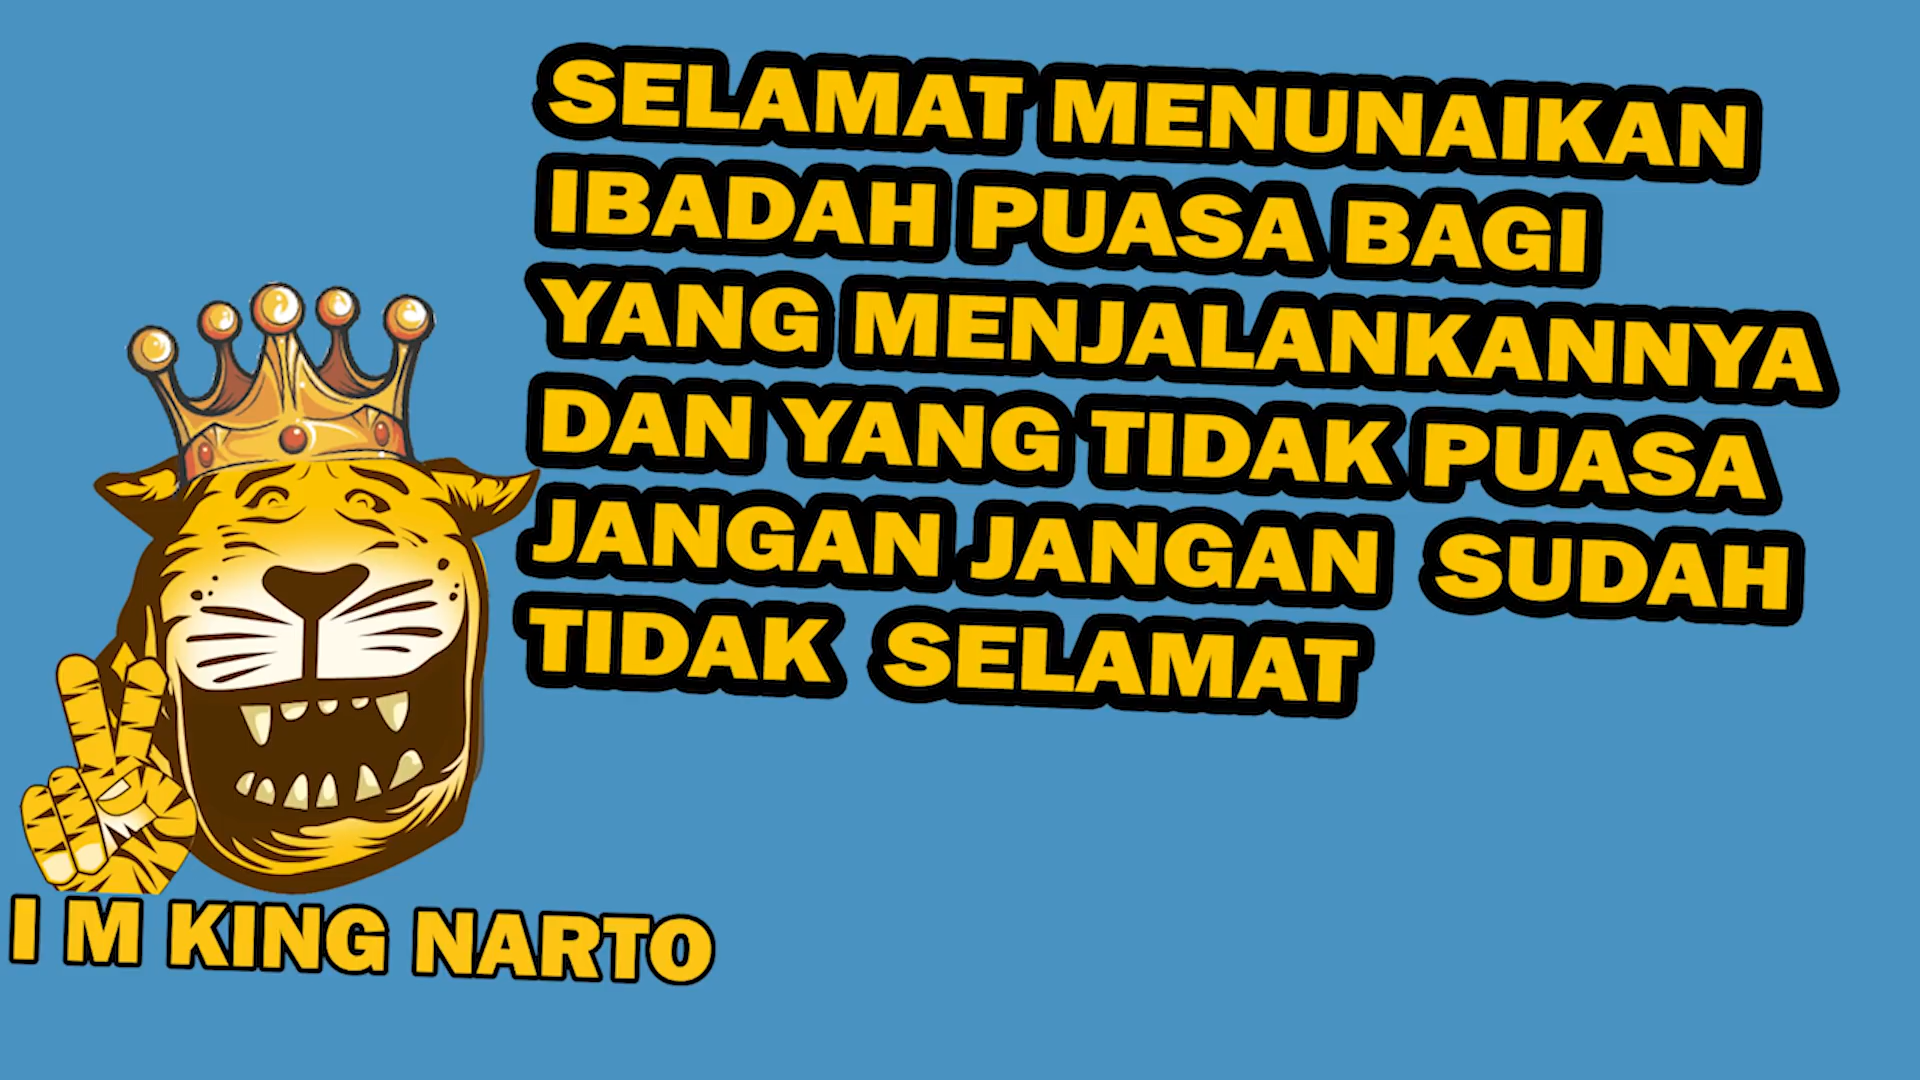 SELAMAT MENUNAIKAN
IBADAH PUASA BAGI
YANG MENJALANKANNYA
DAN YANG TIDAK PUASA
JANGAN JANGAN SUDAH
TIDAK SELAMAT
I M KING NARTO